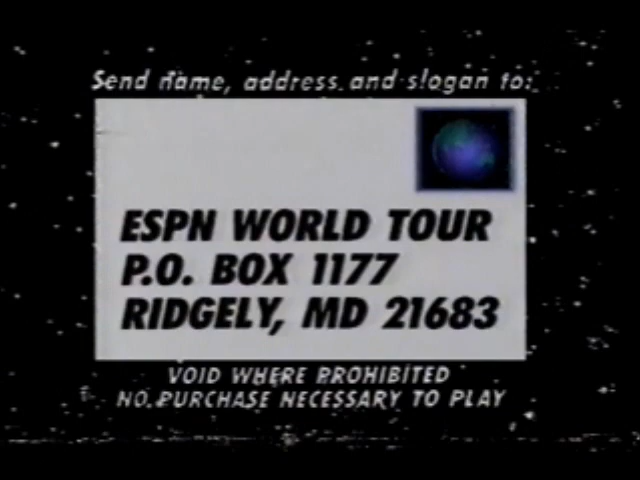 Send name, address and slogan to:
ESPN WORLD TOUR
P.O. BOX 1177
RIDGELY, MD 21683
VOID WHERE PROHIBITED
NO PURCHASE NECESSARY TO PLAY